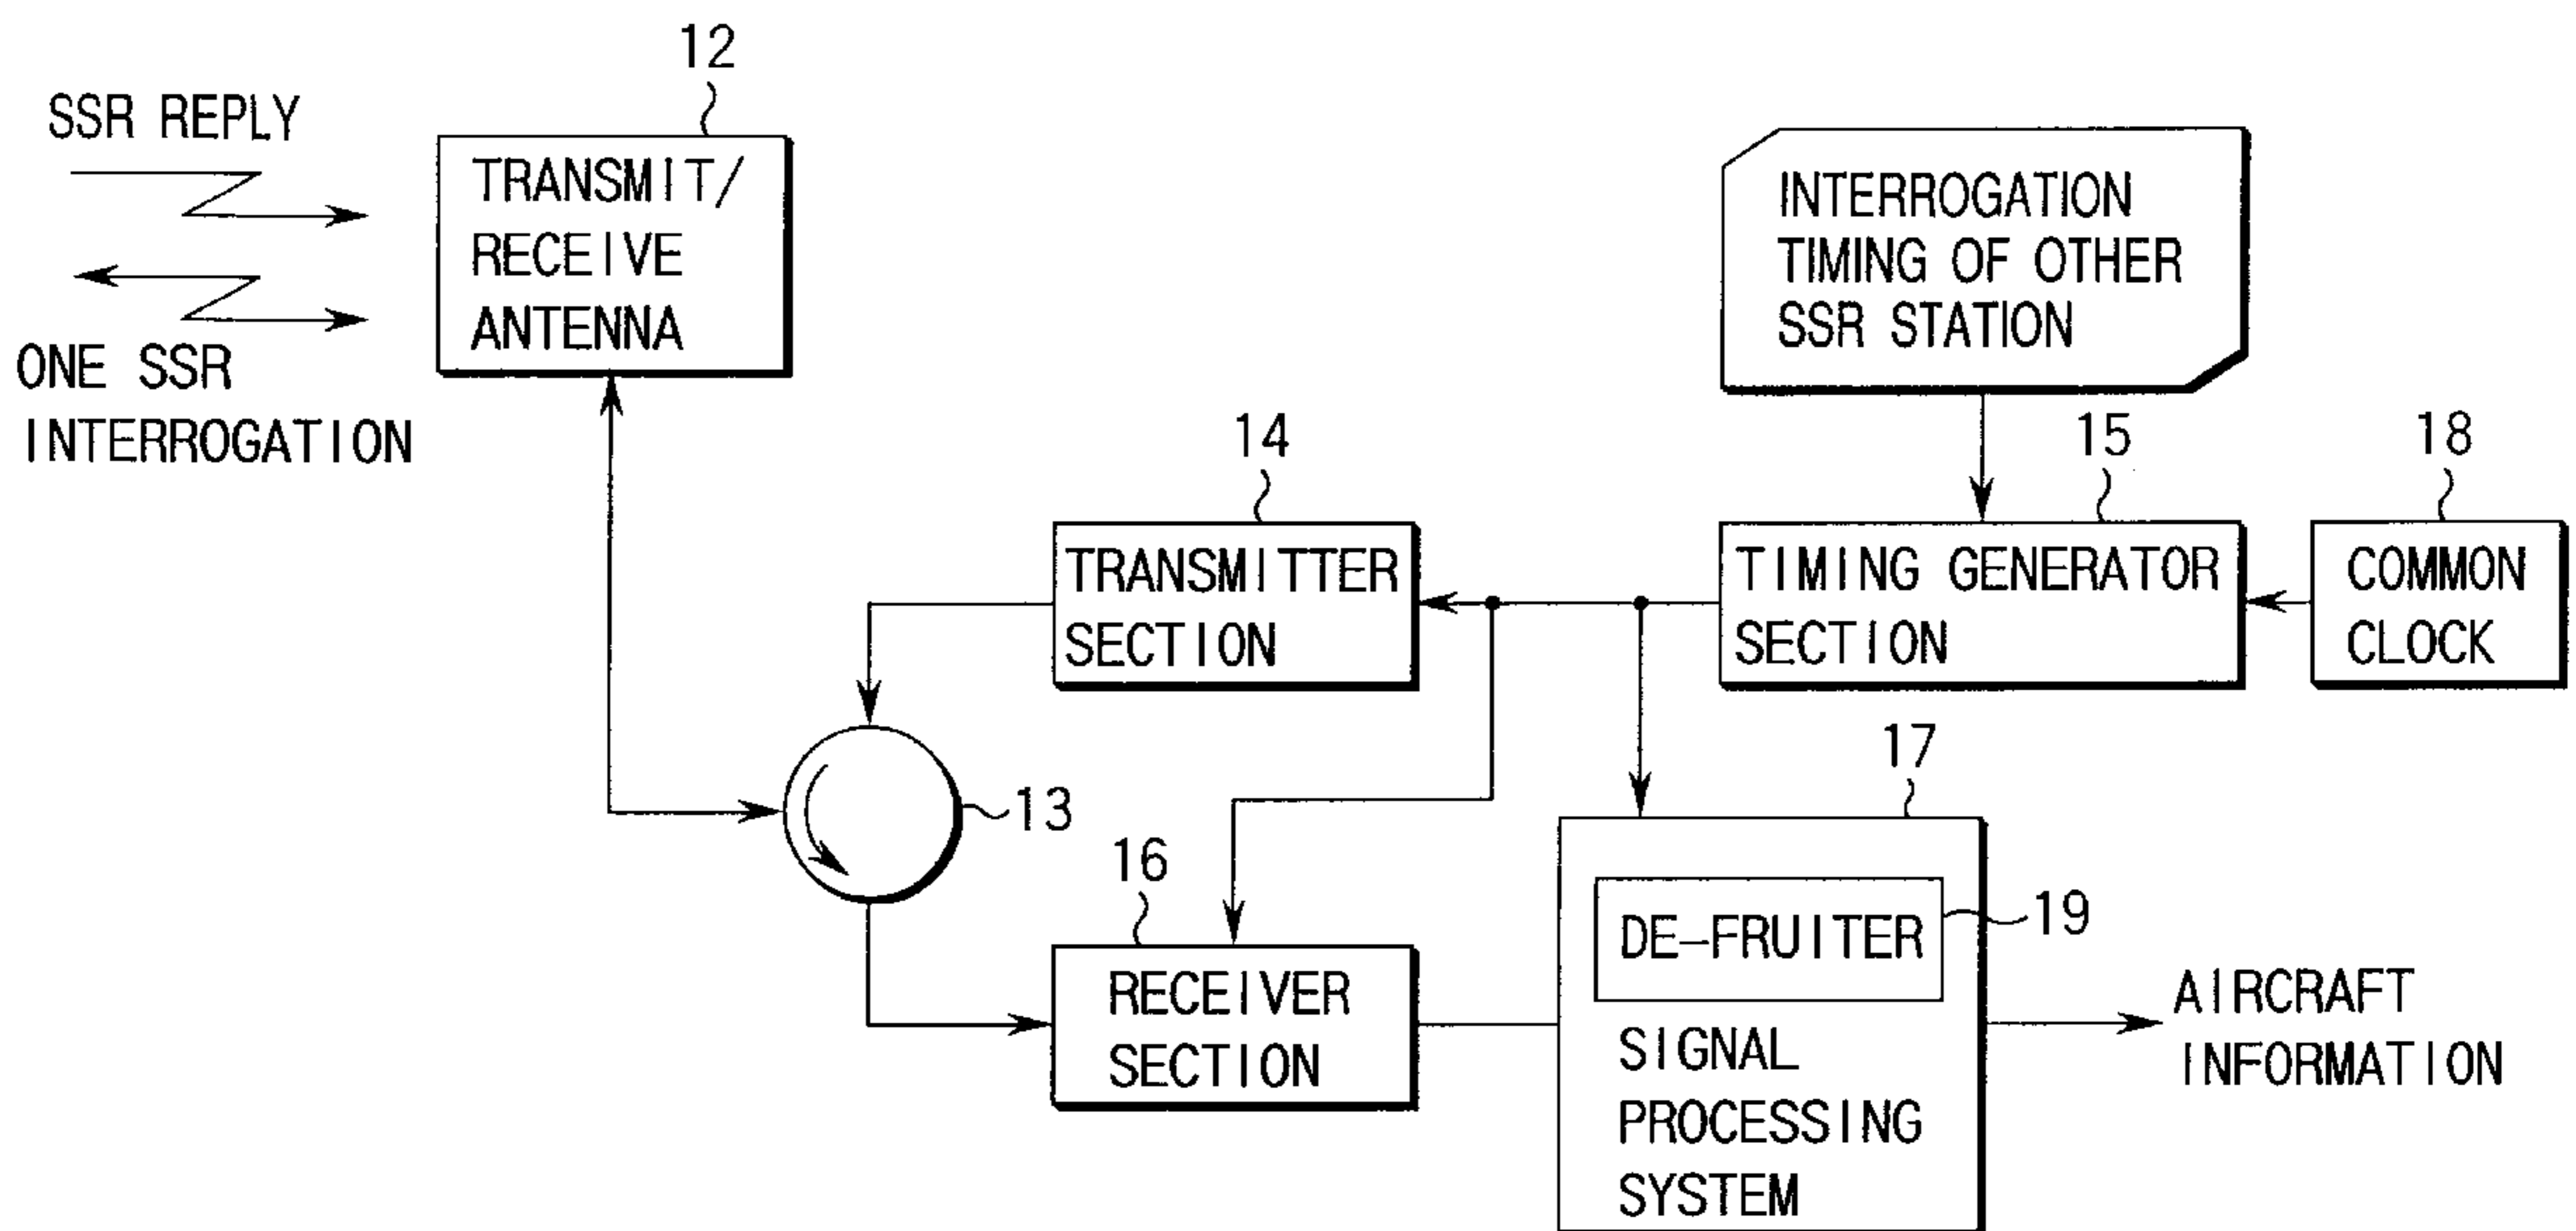 12
SSR REPLY
TRANSMIT/
RECEIVE
ANTENNA
ONE SSR
INTERROGATION
INTERROGATION
TIMING OF OTHER
SSR STATION
14
TRANSMITTER
SECTION
15
TIMING GENERATOR
SECTION
18
COMMON
CLOCK
13
16
RECEIVER
SECTION
17
DE-FRUITER
19
SIGNAL
PROCESSING
SYSTEM
AIRCRAFT
INFORMATION